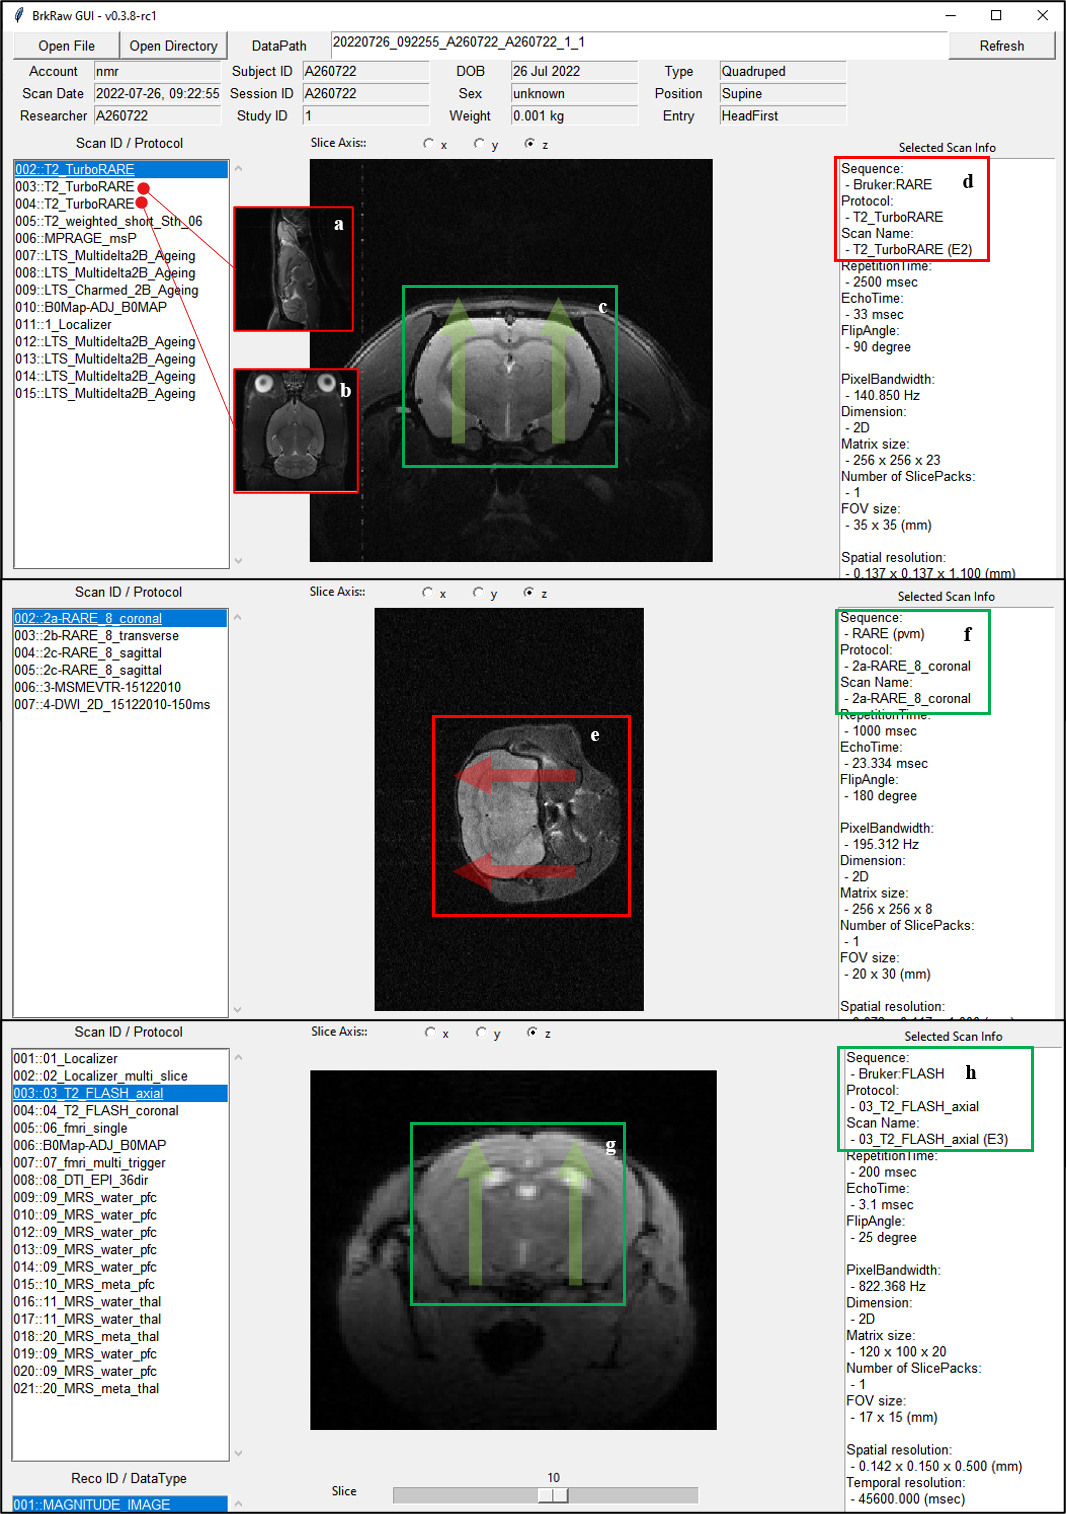 BrkRaw GUI - v0.3.8-rc1
Open File Open Directory DataPath 20220726_092255_A260722_A260722_1_1 Refresh
Account nmr Subject ID A260722 DOB 26 Jul 2022 Type Quadruped
Scan Date 2022-07-26, 09:22:55 Session ID A260722 Sex unknown Position Supine
Researcher A260722 Study ID 1 Weight 0.001 kg Entry HeadFirst
Scan ID / Protocol
002::T2_TurboRARE
003::T2_TurboRARE
004::T2_TurboRARE
005::T2_weighted_short_Sth_06
006::MPRAGE_msP
007::LTS_Multidelta2B_Ageing
008::LTS_Multidelta2B_Ageing
009::LTS_Charmed_2B_Ageing
010::B0Map-ADJ_B0MAP
011::1_Localizer
012::LTS_Multidelta2B_Ageing
013::LTS_Multidelta2B_Ageing
014::LTS_Multidelta2B_Ageing
015::LTS_Multidelta2B_Ageing
Slice Axis:: x y z
a
b
c
Selected Scan Info
d
Sequence:
- Bruker:RARE
Protocol:
- T2_TurboRARE
Scan Name:
- T2_TurboRARE (E2)
RepetitionTime:
- 2500 msec
EchoTime:
- 33 msec
FlipAngle:
- 90 degree
PixelBandwidth:
- 140.850 Hz
Dimension:
- 2D
Matrix size:
- 256 x 256 x 23
Number of SlicePacks:
- 1
FOV size:
- 35 x 35 (mm)
Spatial resolution:
- 0.137 x 0.137 x 1.100 (mm)
Scan ID / Protocol
002::2a-RARE_8_coronal
003::2b-RARE_8_transverse
004::2c-RARE_8_sagittal
005::2c-RARE_8_sagittal
006::3-MSMEVTR-15122010
007::4-DWI_2D_15122010-150ms
Slice Axis:: x y z
e
Selected Scan Info
f
Sequence:
- RARE (pvm)
Protocol:
- 2a-RARE_8_coronal
Scan Name:
- 2a-RARE_8_coronal
RepetitionTime:
- 1000 msec
EchoTime:
- 23.334 msec
FlipAngle:
- 180 degree
PixelBandwidth:
- 195.312 Hz
Dimension:
- 2D
Matrix size:
- 256 x 256 x 8
Number of SlicePacks:
- 1
FOV size:
- 20 x 30 (mm)
Spatial resolution:
Scan ID / Protocol
001::01_Localizer
002::02_Localizer_multi_slice
003::03_T2_FLASH_axial
004::04_T2_FLASH_coronal
005::06_fmri_single
006::B0Map-ADJ_B0MAP
007::07_fmri_multi_trigger
008::08_DTI_EPI_36dir
009::09_MRS_water_pfc
010::09_MRS_water_pfc
012::09_MRS_water_pfc
013::09_MRS_water_pfc
014::09_MRS_water_pfc
015::10_MRS_meta_pfc
016::11_MRS_water_thal
017::11_MRS_water_thal
018::20_MRS_meta_thal
019::09_MRS_water_pfc
020::09_MRS_water_pfc
021::20_MRS_meta_thal
Reco ID / DataType
001::MAGNITUDE_IMAGE
Slice Axis:: x y z
g
Slice 10
Selected Scan Info
h
Sequence:
- Bruker:FLASH
Protocol:
- 03_T2_FLASH_axial
Scan Name:
- 03_T2_FLASH_axial (E3)
RepetitionTime:
- 200 msec
EchoTime:
- 3.1 msec
FlipAngle:
- 25 degree
PixelBandwidth:
- 822.368 Hz
Dimension:
- 2D
Matrix size:
- 120 x 100 x 20
Number of SlicePacks:
- 1
FOV size:
- 17 x 15 (mm)
Spatial resolution:
- 0.142 x 0.150 x 0.500 (mm)
Temporal resolution:
- 45600.000 (msec)